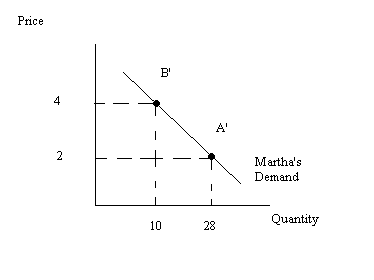 Price
B'
4
A'
2
Martha's
Demand
Quantity
10
28